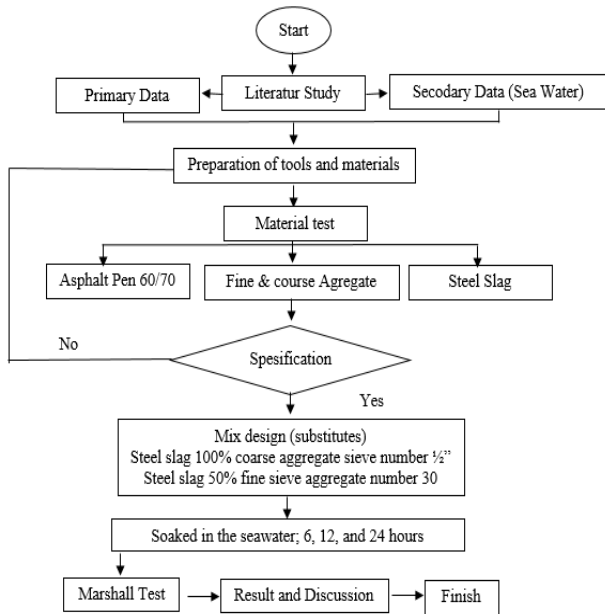 Start
Primary Data
Literatur Study
Secodary Data (Sea Water)
Preparation of tools and materials
Material test
Asphalt Pen 60/70
Fine & course Agregate
Steel Slag
No
Spesification
Yes
Mix design (substitutes)
Steel slag 100% coarse aggregate sieve number ½”
Steel slag 50% fine sieve aggregate number 30
Soaked in the seawater; 6, 12, and 24 hours
Marshall Test
Result and Discussion
Finish